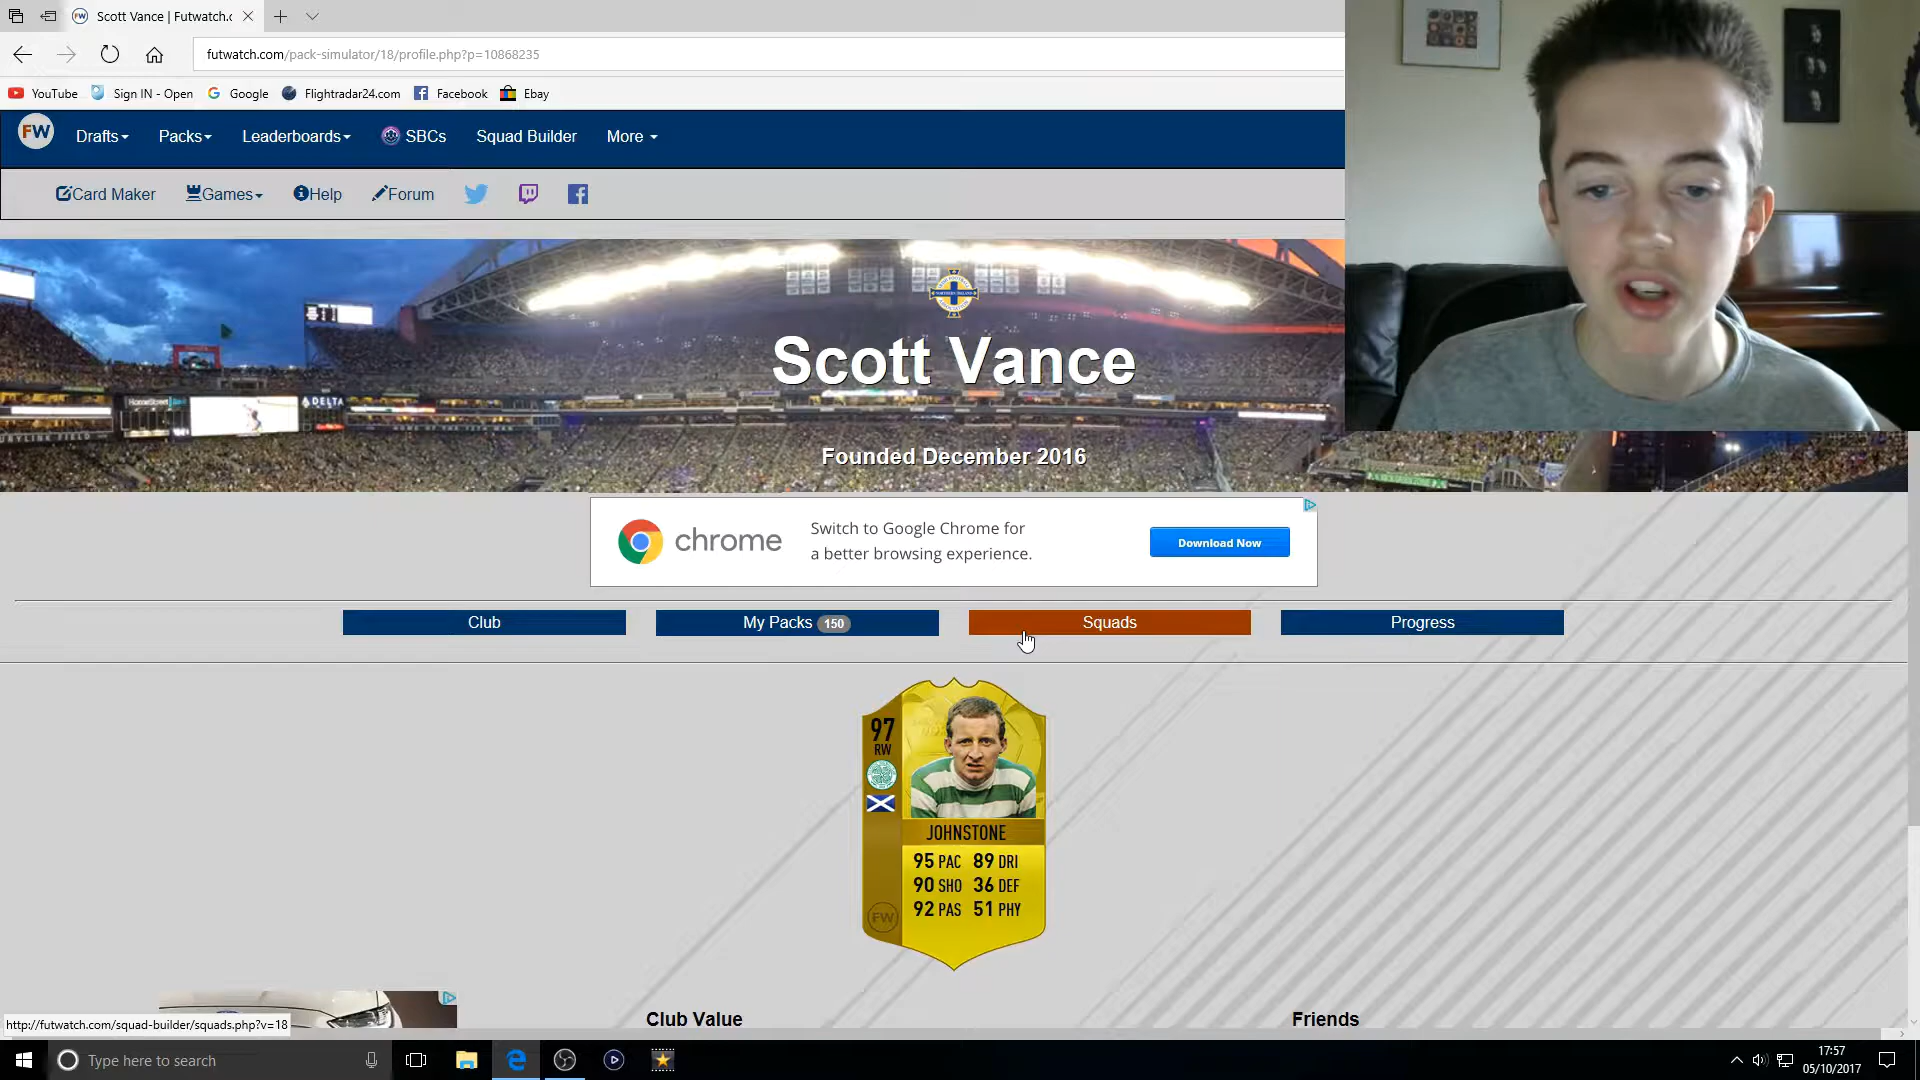 Scott Vance | Futwatch.c
futwatch.com/pack-simulator/18/profile.php?p=10868235
YouTube Sign IN - Open Google Flightradar24.com Facebook Ebay
FW Drafts Packs Leaderboards SBCs Squad Builder More
Card Maker Games Help Forum
NORTHERN IRELAND
DELTA
Scott Vance
Founded December 2016
chrome
Switch to Google Chrome for
a better browsing experience.
Download Now
Club My Packs 150 Squads Progress
97
RW
JOHNSTONE
95 PAC 89 DRI
90 SHO 36 DEF
92 PAS 51 PHY
FW
Club Value Friends
http://futwatch.com/squad-builder/squads.php?v=18
Type here to search
17:57
05/10/2017